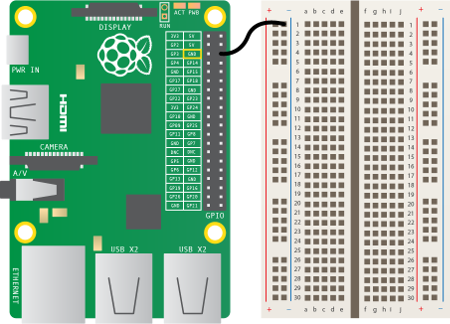 ACT PWR
RUN
DISPLAY
PWR IN
HDMI
CAMERA
A/V
ETHERNET
USB X2
USB X2
3V3 5V
GP2 5V
GP3 GND
GP4 GP14
GND GP15
GP17 GP18
GP27 GND
GP22 GP23
3V3 GP24
GP10 GND
GP09 GP25
GP11 GP8
GND GP7
DNC DNC
GP5 GND
GP6 GP12
GP13 GND
GP19 GP16
GP26 GP20
GND GP21
GPIO
+ - a b c d e f g h i j + -
1 1
2 2
3 3
4 4
5 5
6 6
7 7
8 8
9 9
10 10
11 11
12 12
13 13
14 14
15 15
16 16
17 17
18 18
19 19
20 20
21 21
22 22
23 23
24 24
25 25
26 26
27 27
28 28
29 29
30 30
+ - a b c d e f g h i j + -